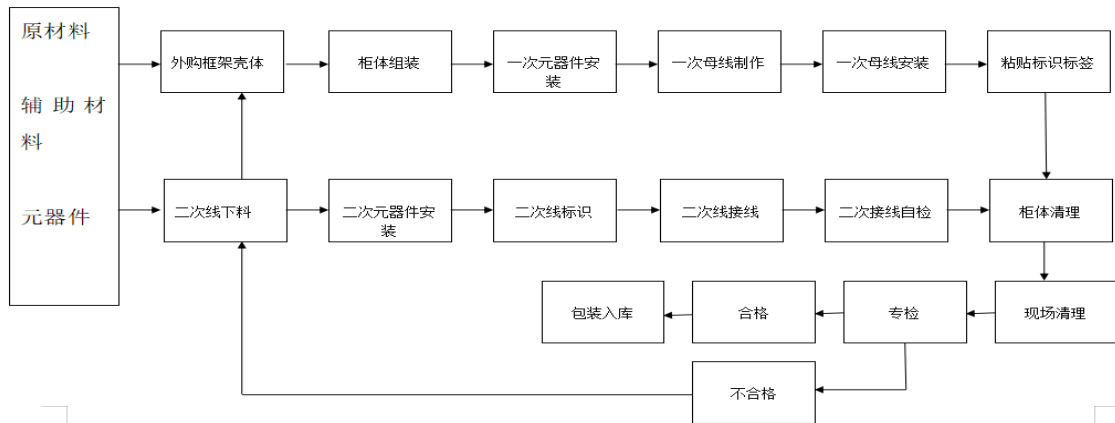 原材料
辅助材
料
元器件
外购框架壳体
柜体组装
一次元器件安
装
一次母线制作
一次母线安装
粘贴标识标签
二次线下料
二次元器件安
装
二次线标识
二次线接线
二次接线自检
柜体清理
包装入库
合格
专检
现场清理
不合格